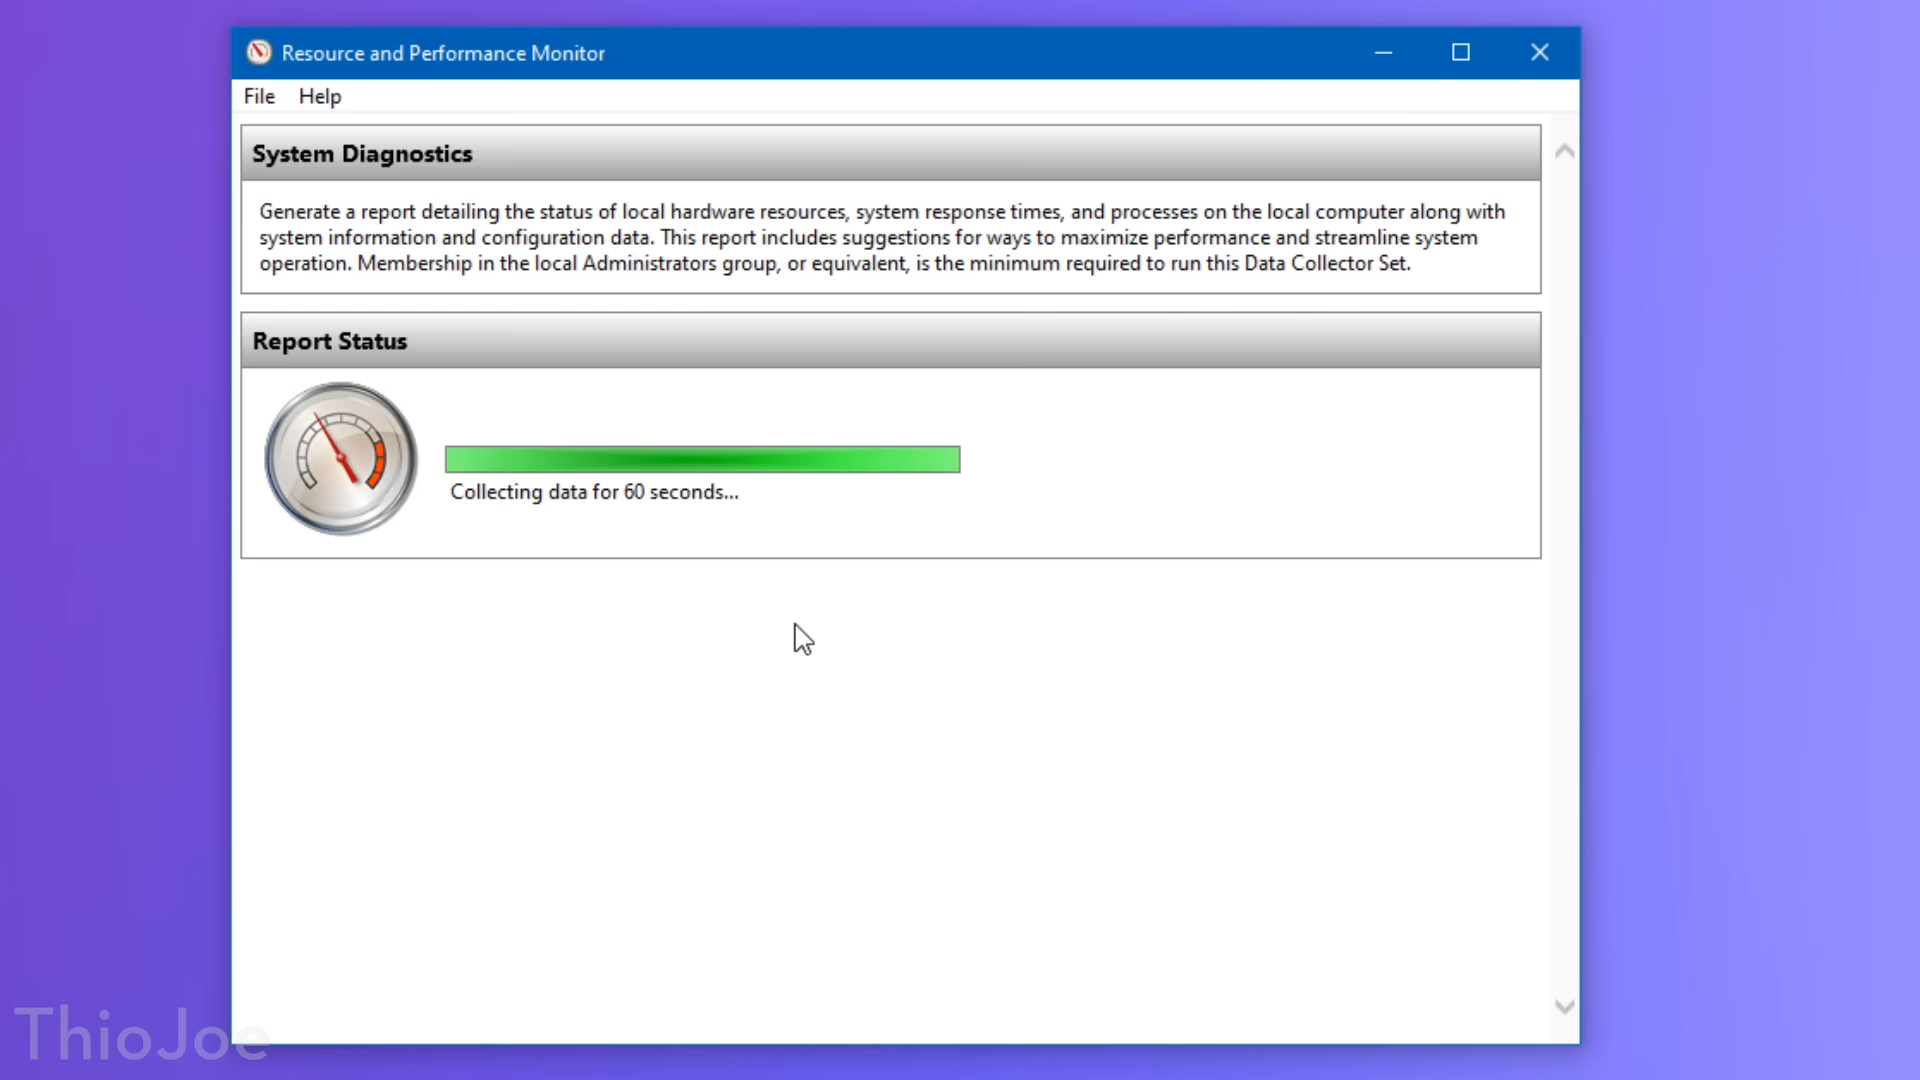 Resource and Performance Monitor
File Help
System Diagnostics
Generate a report detailing the status of local hardware resources, system response times, and processes on the local computer along with
system information and configuration data. This report includes suggestions for ways to maximize performance and streamline system
operation. Membership in the local Administrators group, or equivalent, is the minimum required to run this Data Collector Set.
Report Status
Collecting data for 60 seconds...
ThioJoe